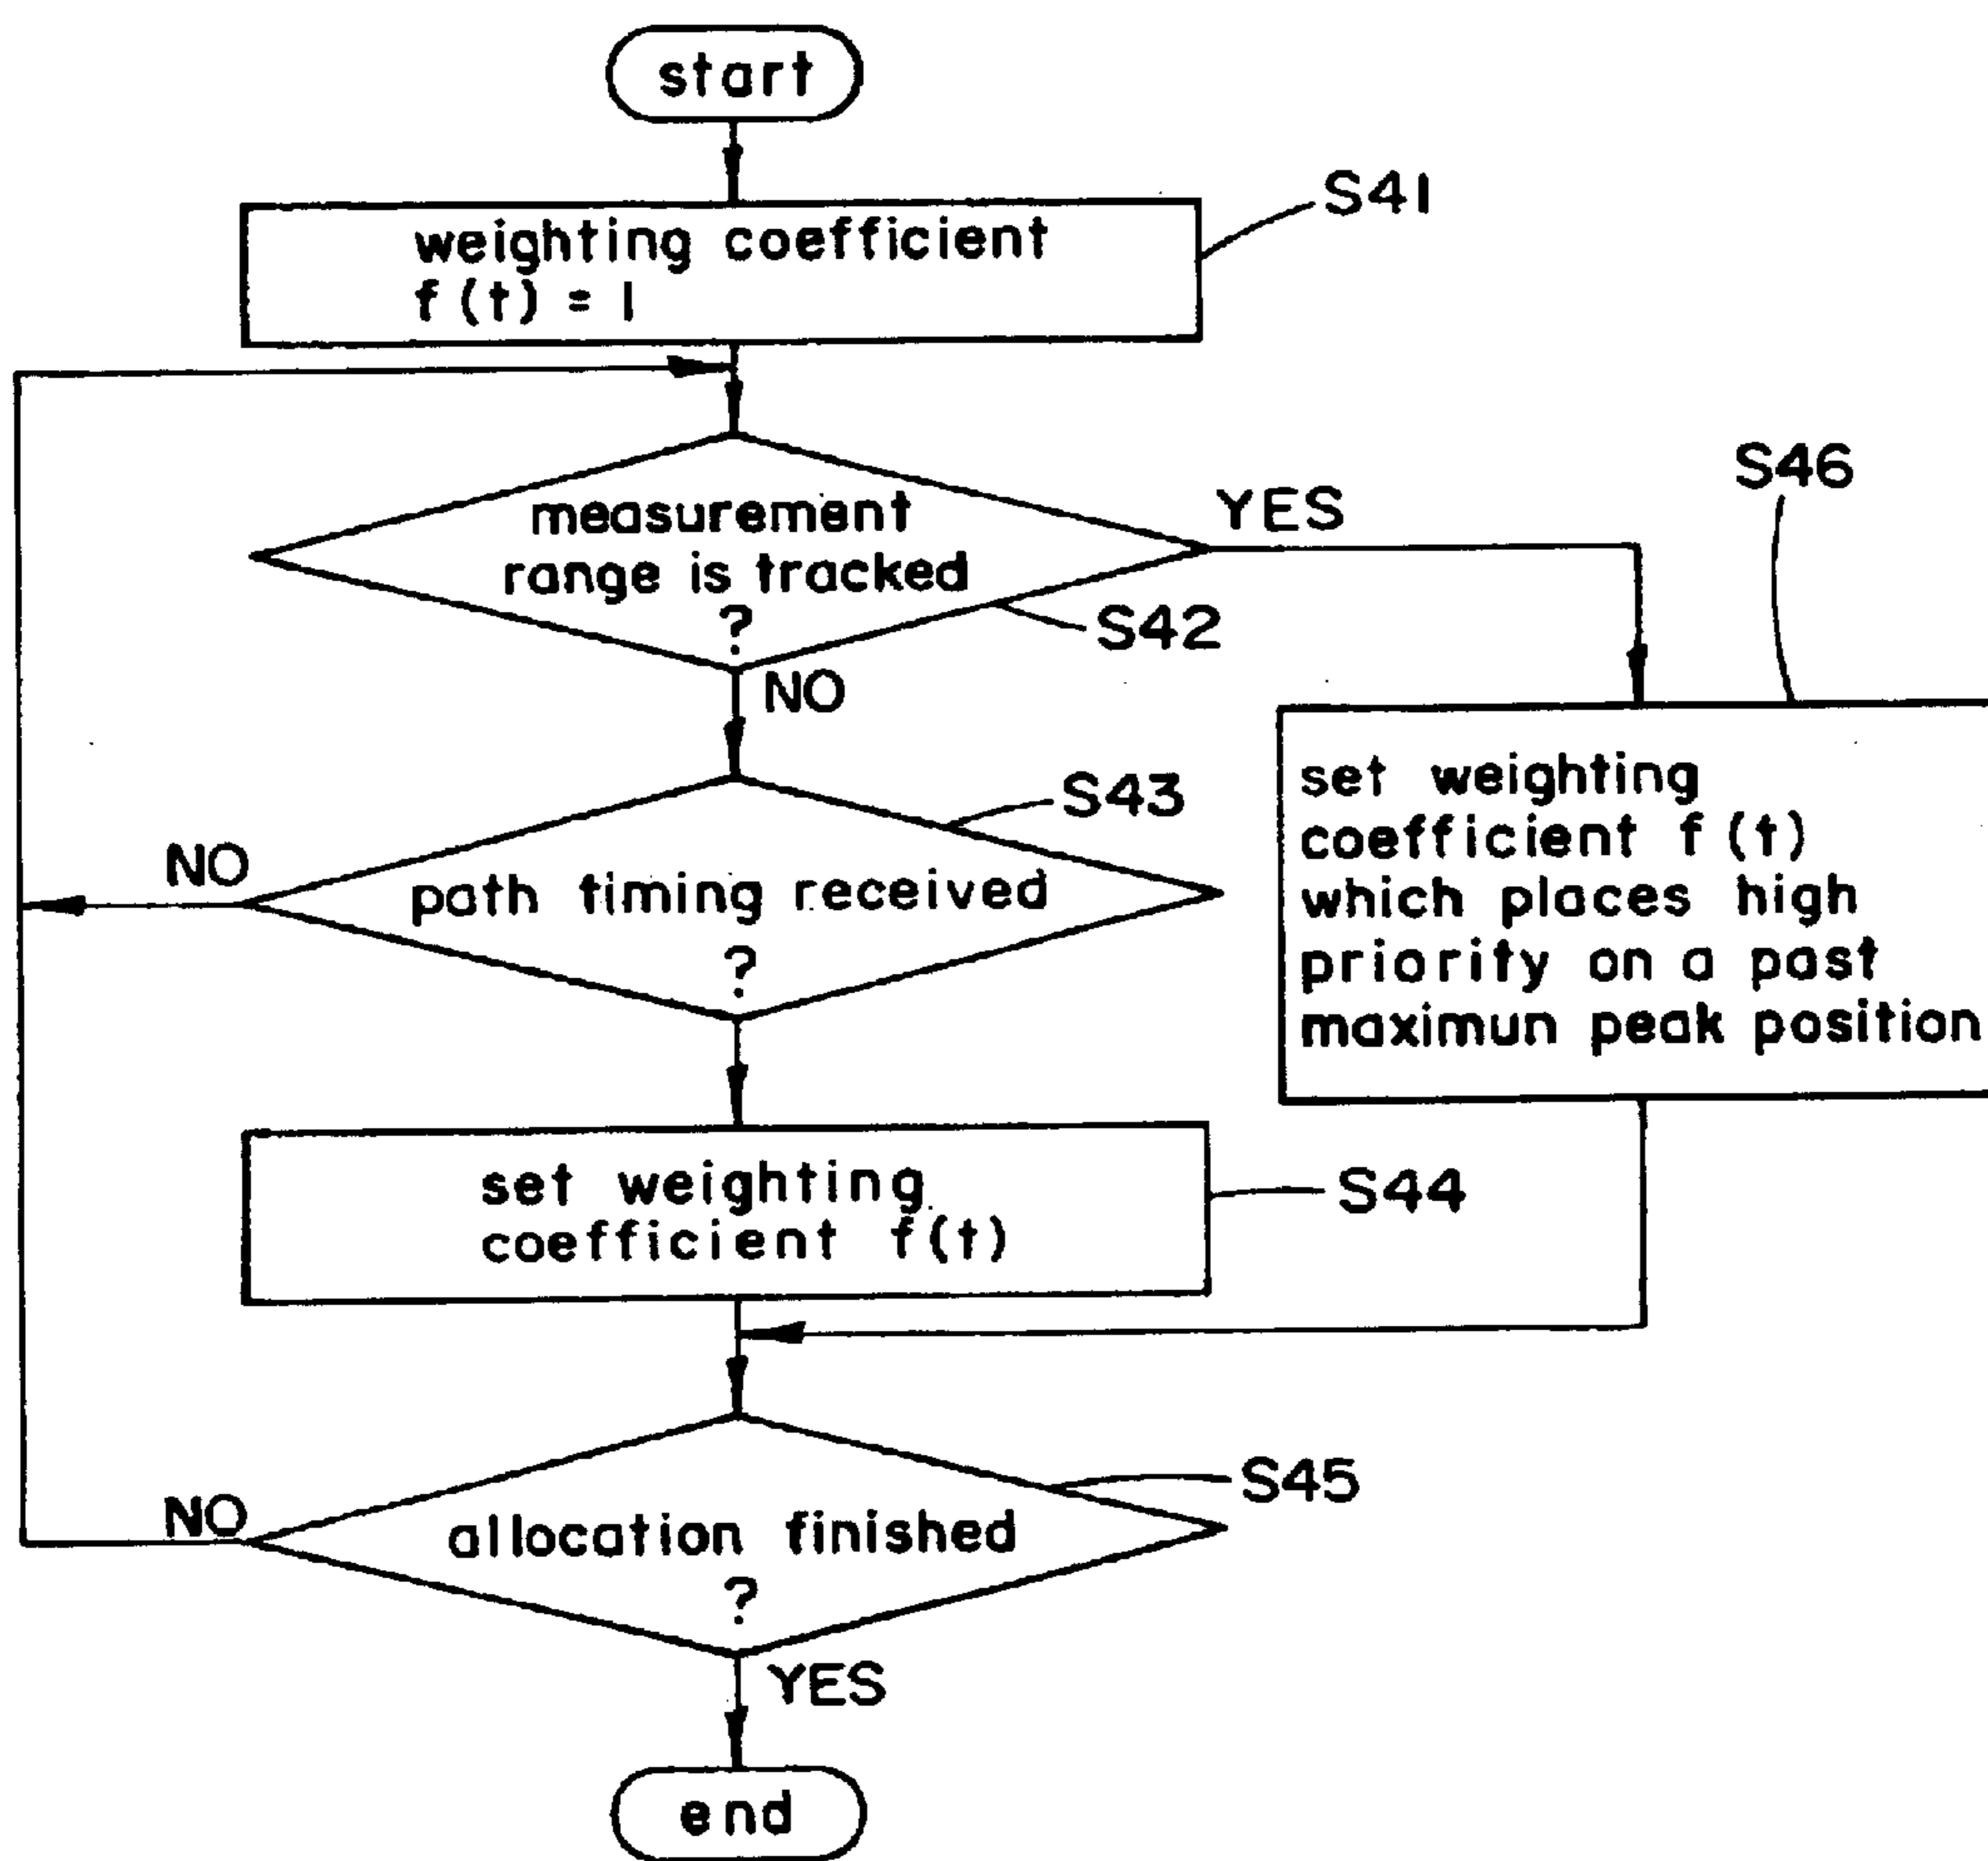 start
S41
weighting coefficient
f(t) = 1
S46
measurement
range is tracked
?
YES
S42
NO
S43
NO
path timing received
?
set weighting
coefficient f(t)
which places high
priority on a past
maximun peak position
set weighting
coefficient f(t)
S44
S45
NO
allocation finished
?
YES
end